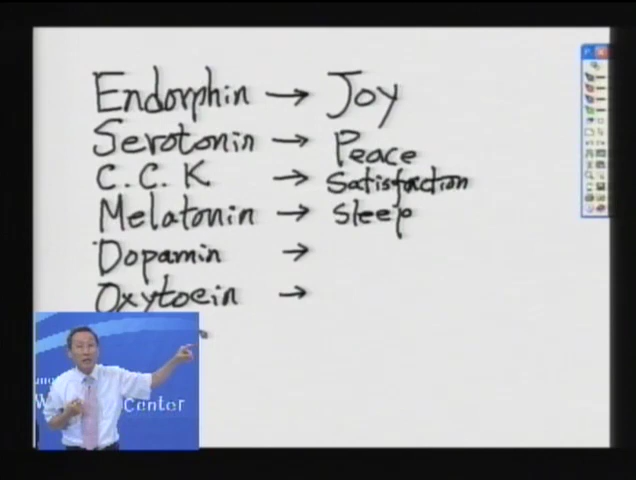 Endorphin → Joy
Serotonin → Peace
C. C. K → Satisfaction
Melatonin → Sleep
Dopamin →
Oxytocin →
Center